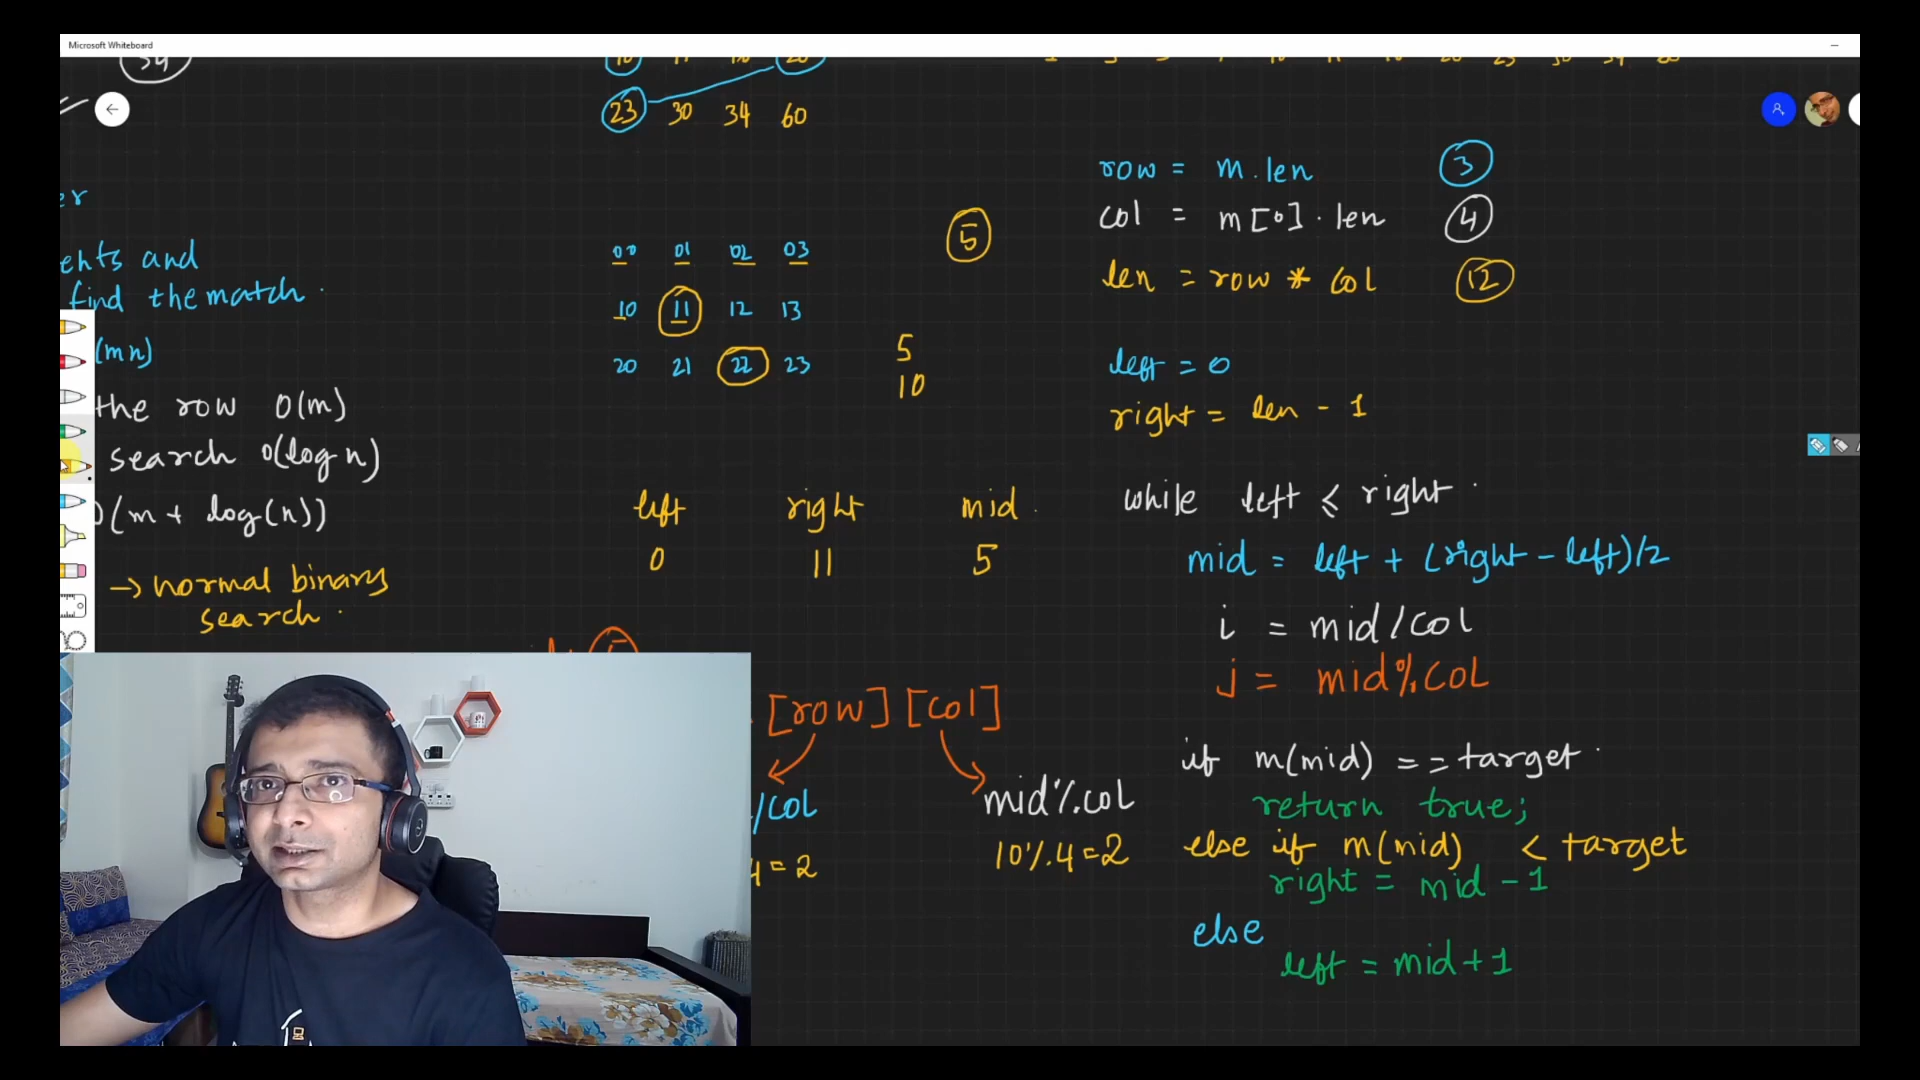 Microsoft Whiteboard
34
23 30 34 60
er
ents and
find the match.
(mn)
the row O(m)
search O(log n)
O(m + log(n))
→ normal binary
search.
00 01 02 03
10 11 12 13
20 21 22 23
5
5
10
left right mid
0 11 5
[row] [col]
/col mid%col
4 = 2 10%4 = 2
row = m.len 3
col = m[0].len 4
len = row * col 12
left = 0
right = len - 1
while left ≤ right
mid = left + (right - left)/2
i = mid/col
j = mid%col
if m(mid) == target
return true;
else if m(mid) < target
right = mid - 1
else
left = mid + 1